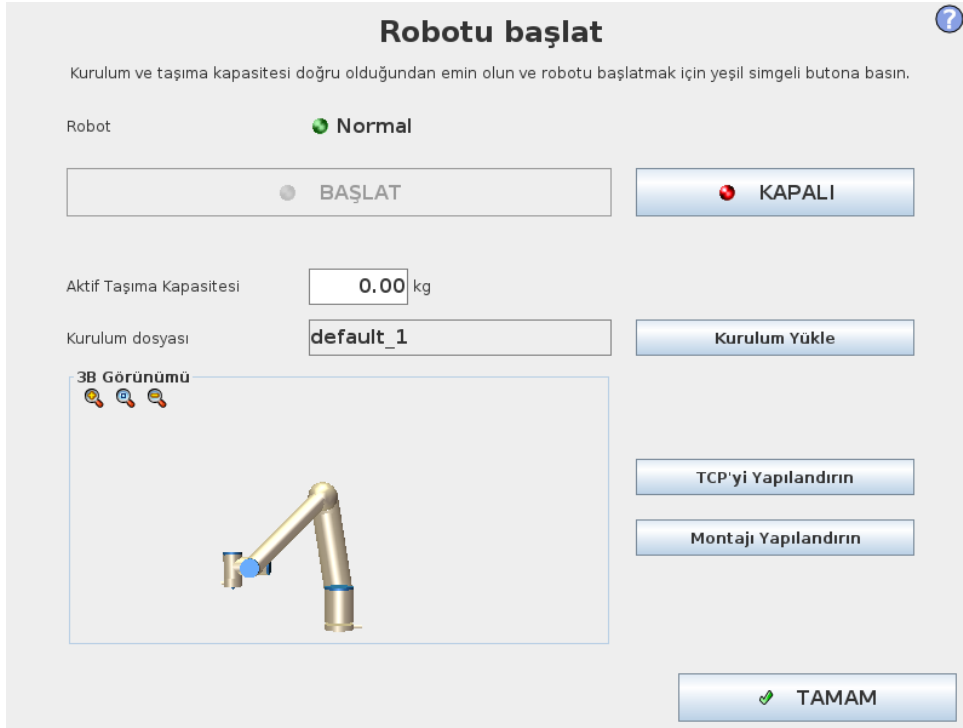 Robotu başlat
?
Kurulum ve taşıma kapasitesi doğru olduğundan emin olun ve robotu başlatmak için yeşil simgeli butona basın.
Robot Normal
BAŞLAT KAPALI
Aktif Taşıma Kapasitesi 0.00 kg
Kurulum dosyası default_1 Kurulum Yükle
3B Görünümü
TCP'yi Yapılandırın
Montajı Yapılandırın
TAMAM